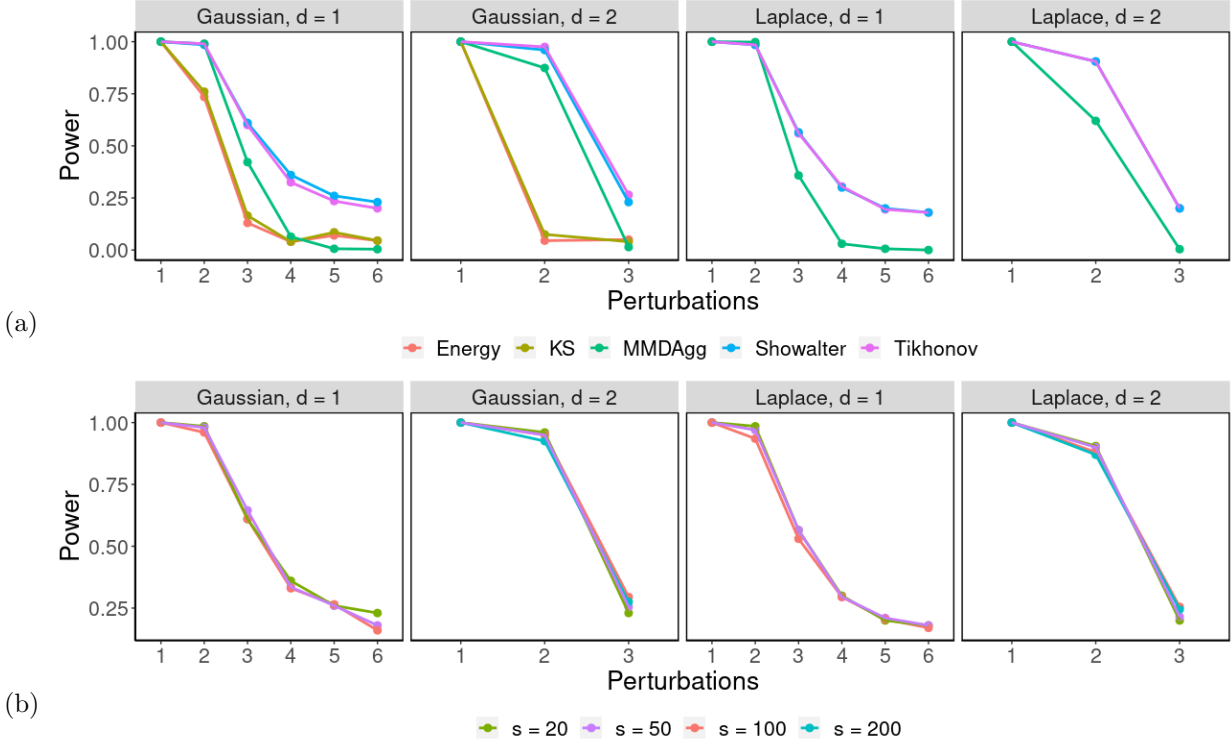 Gaussian, d = 1 Gaussian, d = 2 Laplace, d = 1 Laplace, d = 2
1.00
0.75
0.50
0.25
0.00
Power
1 2 3 4 5 6 1 2 3 1 2 3 4 5 6 1 2 3
Perturbations
(a)
Energy KS MMDAgg Showalter Tikhonov
Gaussian, d = 1 Gaussian, d = 2 Laplace, d = 1 Laplace, d = 2
1.00
0.75
0.50
0.25
Power
1 2 3 4 5 6 1 2 3 1 2 3 4 5 6 1 2 3
Perturbations
(b)
s = 20 s = 50 s = 100 s = 200